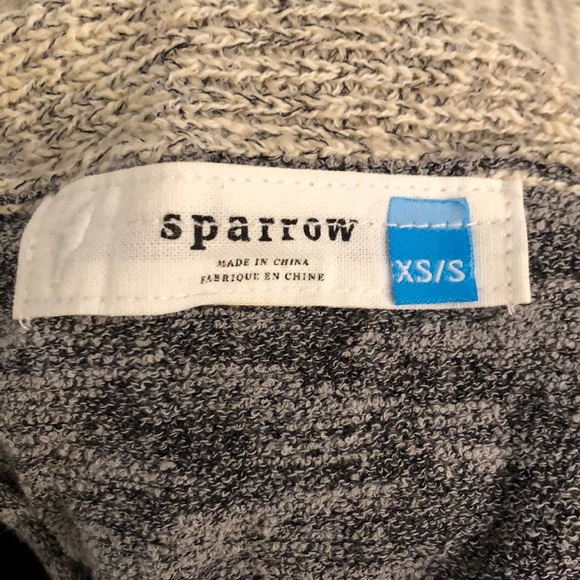 sparrow
MADE IN CHINA
FABRIQUE EN CHINE
XS/S